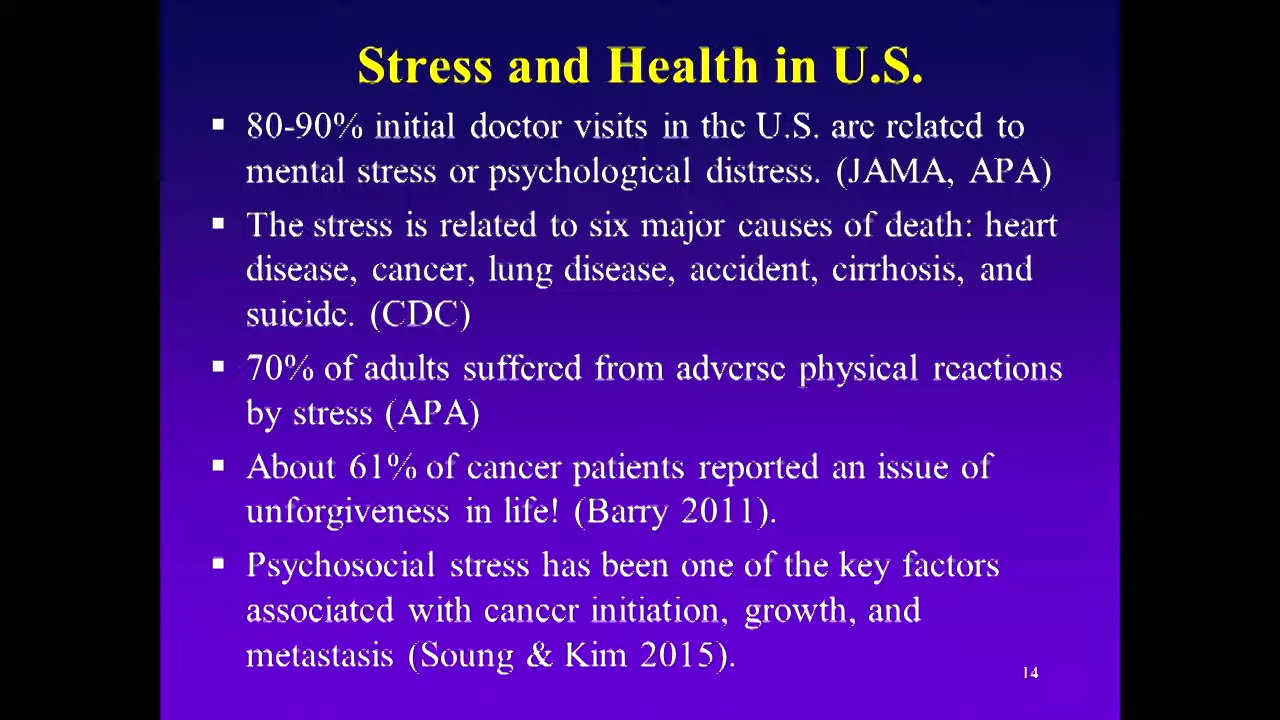 Stress and Health in U.S.
▪ 80-90% initial doctor visits in the U.S. are related to
mental stress or psychological distress. (JAMA, APA)
▪ The stress is related to six major causes of death: heart
disease, cancer, lung disease, accident, cirrhosis, and
suicide. (CDC)
▪ 70% of adults suffered from adverse physical reactions
by stress (APA)
▪ About 61% of cancer patients reported an issue of
unforgiveness in life! (Barry 2011).
▪ Psychosocial stress has been one of the key factors
associated with cancer initiation, growth, and
metastasis (Soung & Kim 2015).
14